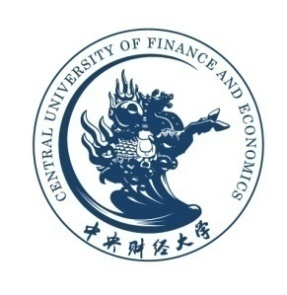 CENTRAL UNIVERSITY OF FINANCE AND ECONOMICS
中央财经大学